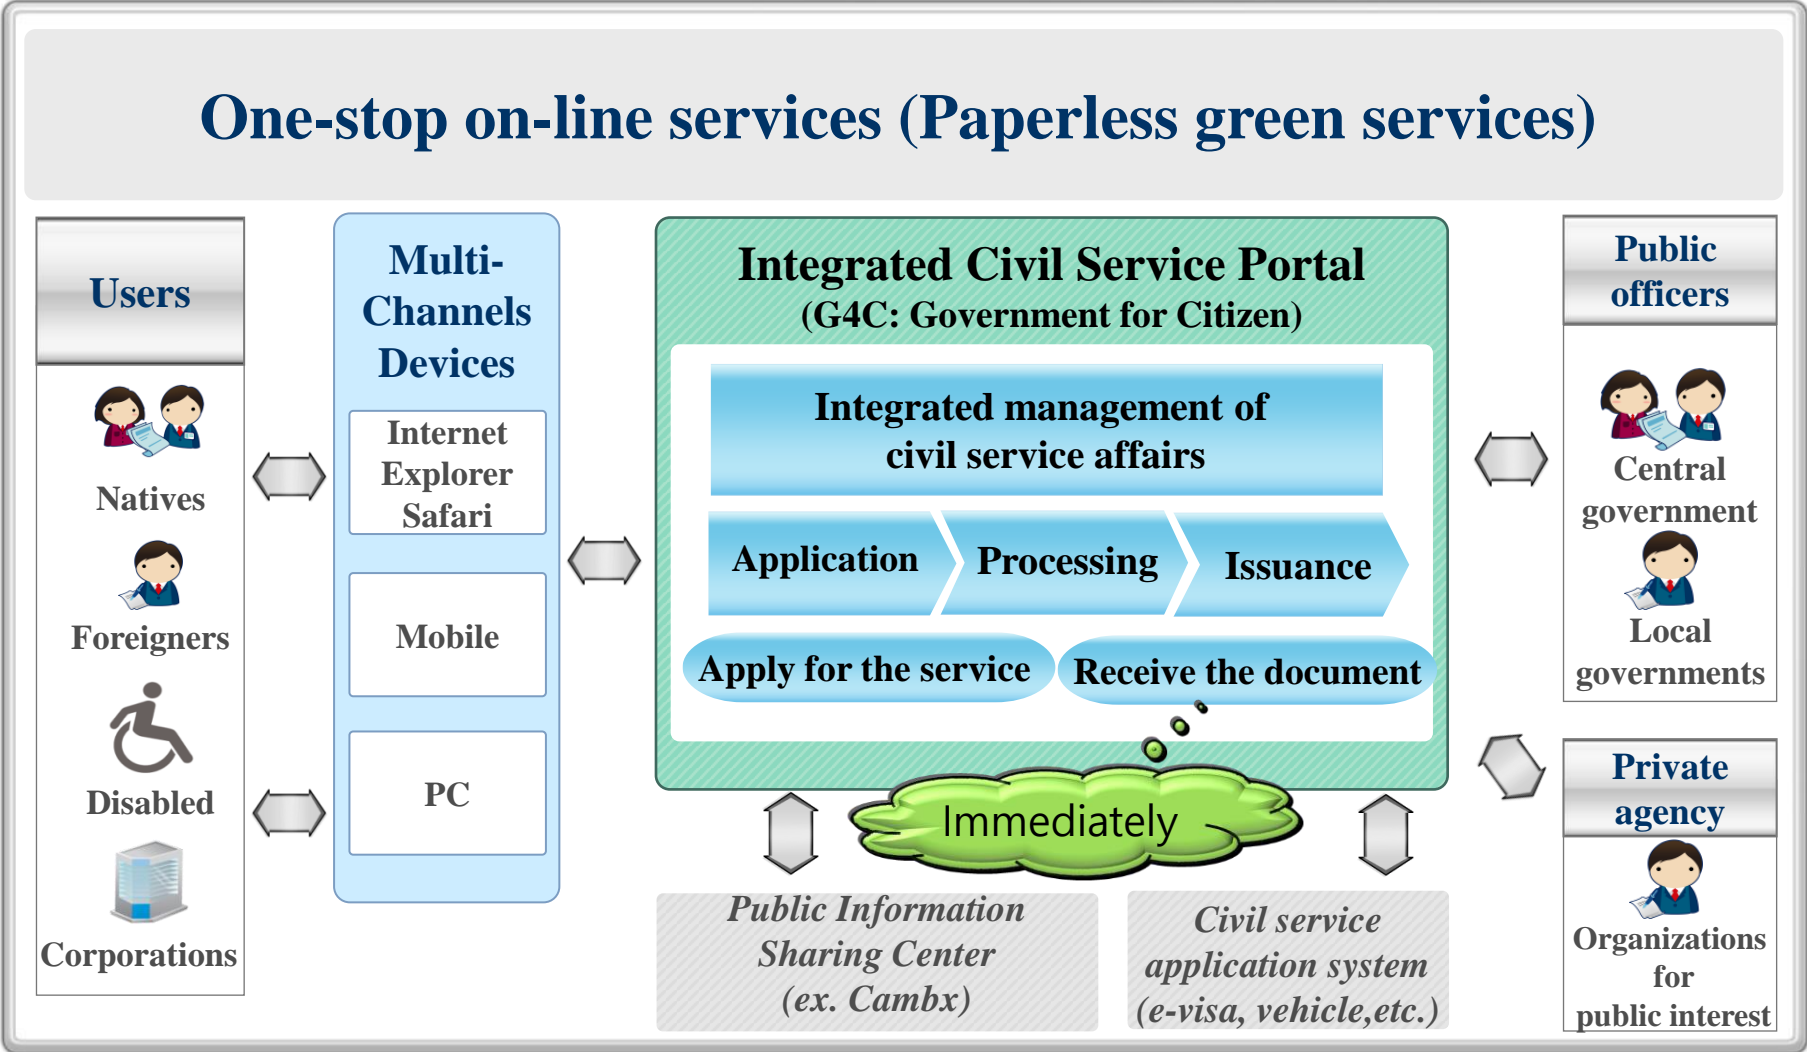 One-stop on-line services (Paperless green services)
Users
Natives
Foreigners
Disabled
Corporations
Multi-
Channels
Devices
Internet
Explorer
Safari
Mobile
PC
Integrated Civil Service Portal
(G4C: Government for Citizen)
Integrated management of
civil service affairs
Application
Processing
Issuance
Apply for the service
Receive the document
Immediately
Public Information
Sharing Center
(ex. Cambx)
Civil service
application system
(e-visa, vehicle,etc.)
Public
officers
Central
government
Local
governments
Private
agency
Organizations
for
public interest